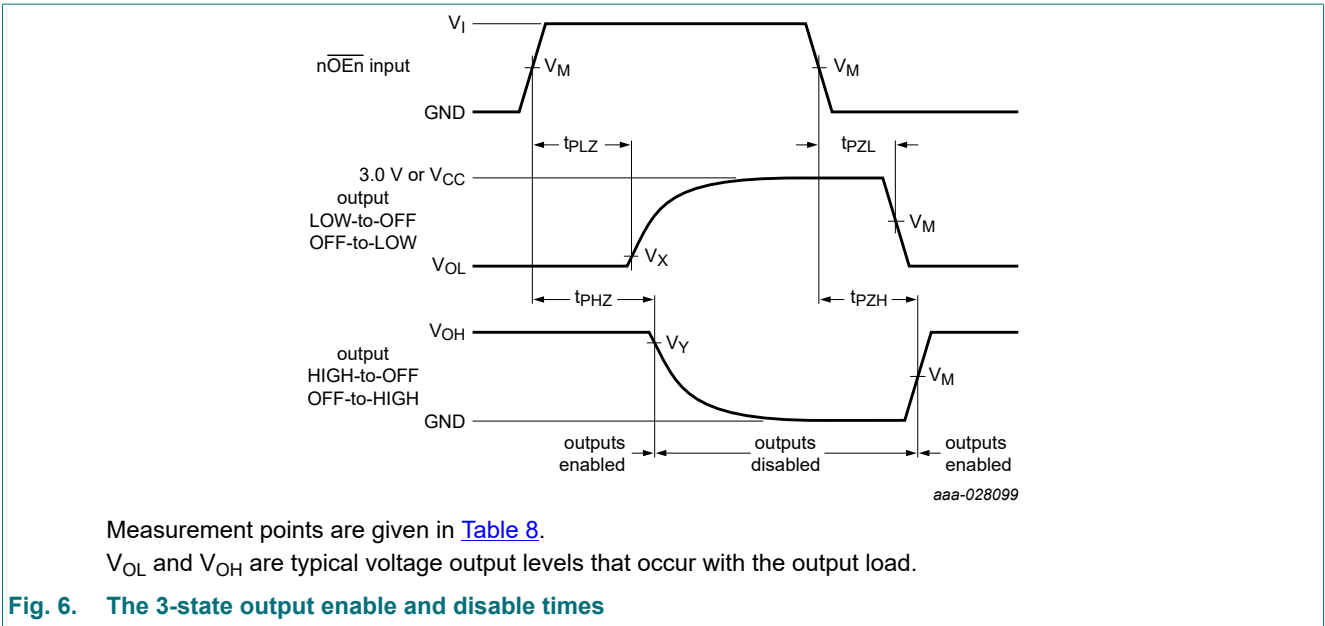 V_I
nOEn input
V_M V_M
GND
t_PLZ t_PZL
3.0 V or V_CC
output
LOW-to-OFF
OFF-to-LOW
V_M
V_X
V_OL
t_PHZ t_PZH
V_OH
V_Y
output
HIGH-to-OFF
OFF-to-HIGH
V_M
GND
outputs enabled
outputs disabled
outputs enabled
aaa-028099
Measurement points are given in Table 8.
V_OL and V_OH are typical voltage output levels that occur with the output load.
Fig. 6. The 3-state output enable and disable times